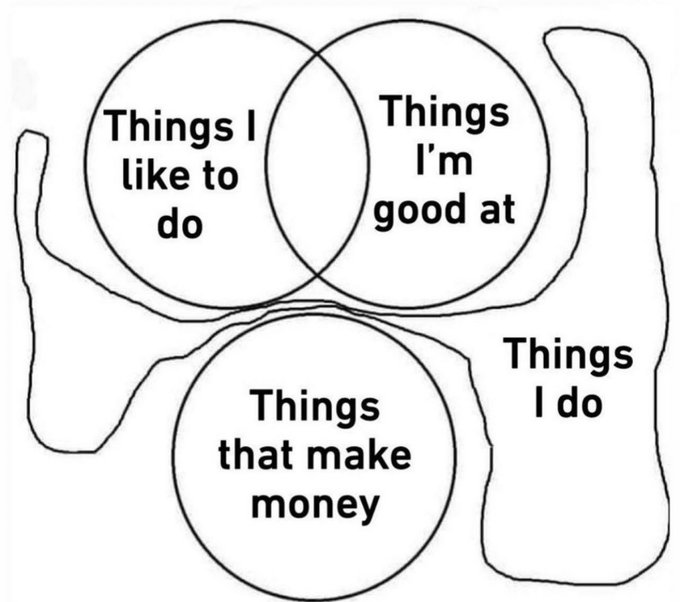 Things I
like to
do
Things
I'm
good at
Things
I do
Things
that make
money